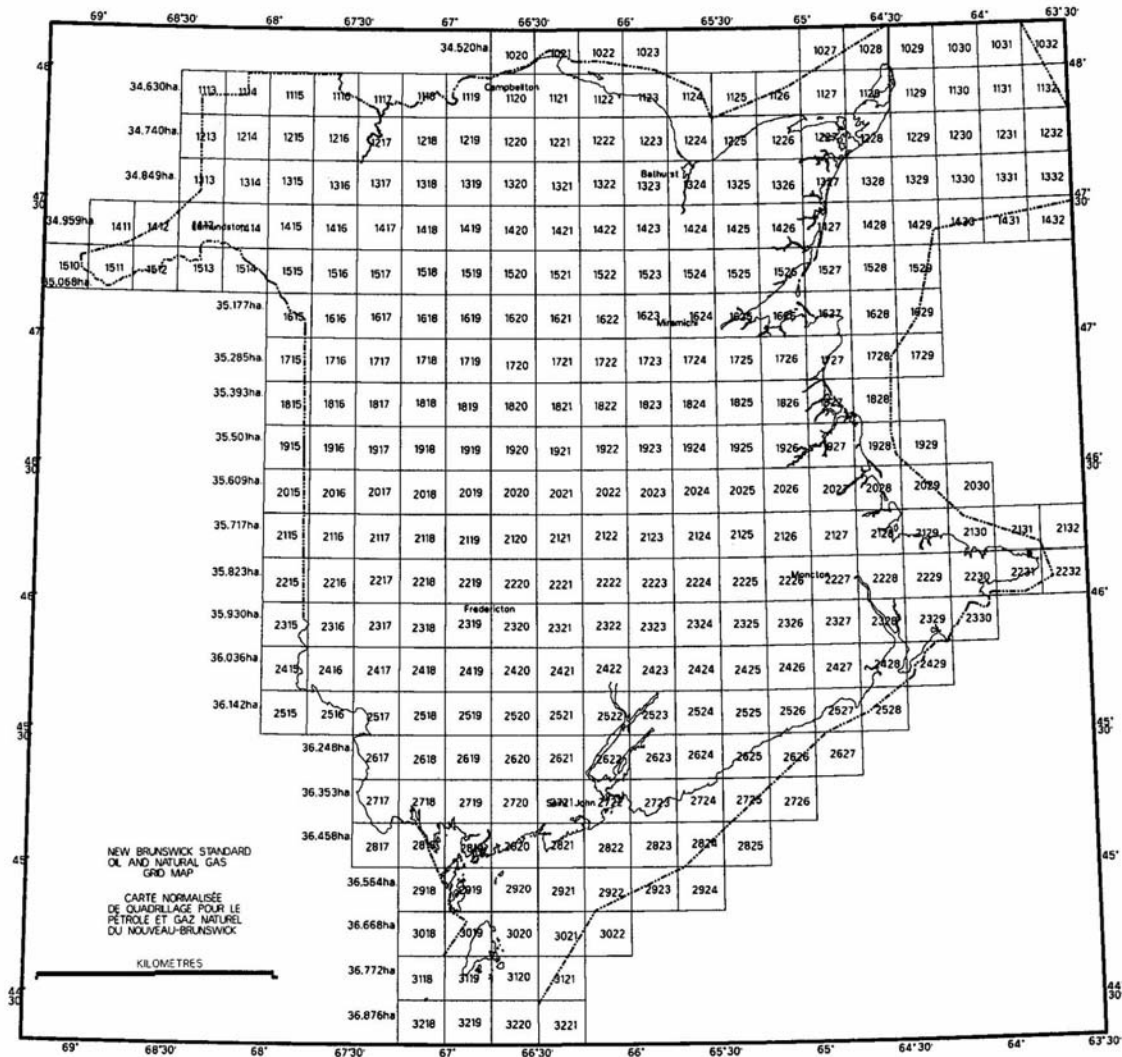 69° 68°30' 68° 67°30' 67° 66°30' 66° 65°30' 65° 64°30' 64° 63°30'
34.520ha. 1020 1021 1022 1023 1027 1028 1029 1030 1031 1032
48° 48°
Campbellton
34.630ha. 1113 1114 1115 1116 1117 1118 1119 1120 1121 1122 1123 1124 1125 1126 1127 1128 1129 1130 1131 1132
34.740ha. 1213 1214 1215 1216 1217 1218 1219 1220 1221 1222 1223 1224 1225 1226 1227 1228 1229 1230 1231 1232
Bathurst
34.849ha. 1313 1314 1315 1316 1317 1318 1319 1320 1321 1322 1323 1324 1325 1326 1327 1328 1329 1330 1331 1332
47°30' 47°30'
34.959ha. 1411 1412 1413 1414 1415 1416 1417 1418 1419 1420 1421 1422 1423 1424 1425 1426 1427 1428 1429 1430 1431 1432
Edmundston
1510 1511 1512 1513 1514 1515 1516 1517 1518 1519 1520 1521 1522 1523 1524 1525 1526 1527 1528 1529
35.068ha.
35.177ha. 1615 1616 1617 1618 1619 1620 1621 1622 1623 1624 1625 1626 1627 1628 1629
Miramichi
47° 47°
35.285ha. 1715 1716 1717 1718 1719 1720 1721 1722 1723 1724 1725 1726 1727 1728 1729
35.393ha. 1815 1816 1817 1818 1819 1820 1821 1822 1823 1824 1825 1826 1827 1828
35.501ha. 1915 1916 1917 1918 1919 1920 1921 1922 1923 1924 1925 1926 1927 1928 1929
46°30' 46°30'
35.609ha. 2015 2016 2017 2018 2019 2020 2021 2022 2023 2024 2025 2026 2027 2028 2029 2030
35.717ha. 2115 2116 2117 2118 2119 2120 2121 2122 2123 2124 2125 2126 2127 2128 2129 2130 2131 2132
Moncton
35.823ha. 2215 2216 2217 2218 2219 2220 2221 2222 2223 2224 2225 2226 2227 2228 2229 2230 2231 2232
46° 46°
Fredericton
35.930ha. 2315 2316 2317 2318 2319 2320 2321 2322 2323 2324 2325 2326 2327 2328 2329 2330
36.036ha. 2415 2416 2417 2418 2419 2420 2421 2422 2423 2424 2425 2426 2427 2428 2429
36.142ha. 2515 2516 2517 2518 2519 2520 2521 2522 2523 2524 2525 2526 2527 2528
45°30' 45°30'
36.248ha. 2617 2618 2619 2620 2621 2622 2623 2624 2625 2626 2627
36.353ha. 2717 2718 2719 2720 2721 2722 2723 2724 2725 2726
Saint John
36.458ha. 2817 2818 2819 2820 2821 2822 2823 2824 2825
45° 45°
36.564ha. 2918 2919 2920 2921 2922 2923 2924
36.668ha. 3018 3019 3020 3021 3022
36.772ha. 3118 3119 3120 3121
44°30' 44°30'
36.876ha. 3218 3219 3220 3221
NEW BRUNSWICK STANDARD
OIL AND NATURAL GAS
GRID MAP
CARTE NORMALISÉE
DE QUADRILLAGE POUR LE
PÉTROLE ET GAZ NATUREL
DU NOUVEAU-BRUNSWICK
KILOMETRES
69° 68°30' 68° 67°30' 67° 66°30' 66° 65°30' 65° 64°30' 64° 63°30'